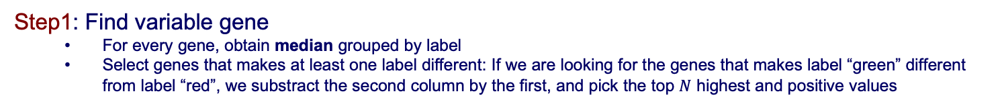 Step1: Find variable gene
• For every gene, obtain median grouped by label
• Select genes that makes at least one label different: If we are looking for the genes that makes label “green” different
from label “red”, we substract the second column by the first, and pick the top N highest and positive values